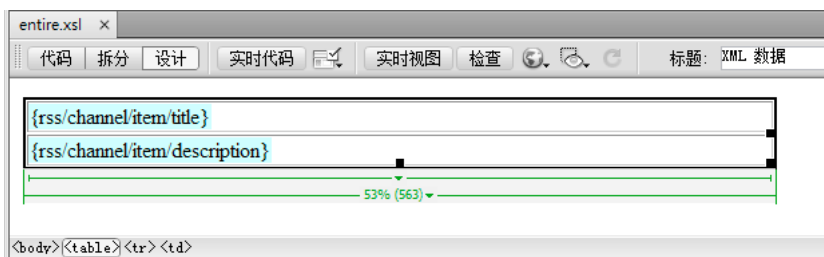 entire.xsl ×
代码 拆分 设计 实时代码 实时视图 检查 标题: XML 数据
{rss/channel/item/title}
{rss/channel/item/description}
53% (563)
<body><table><tr><td>